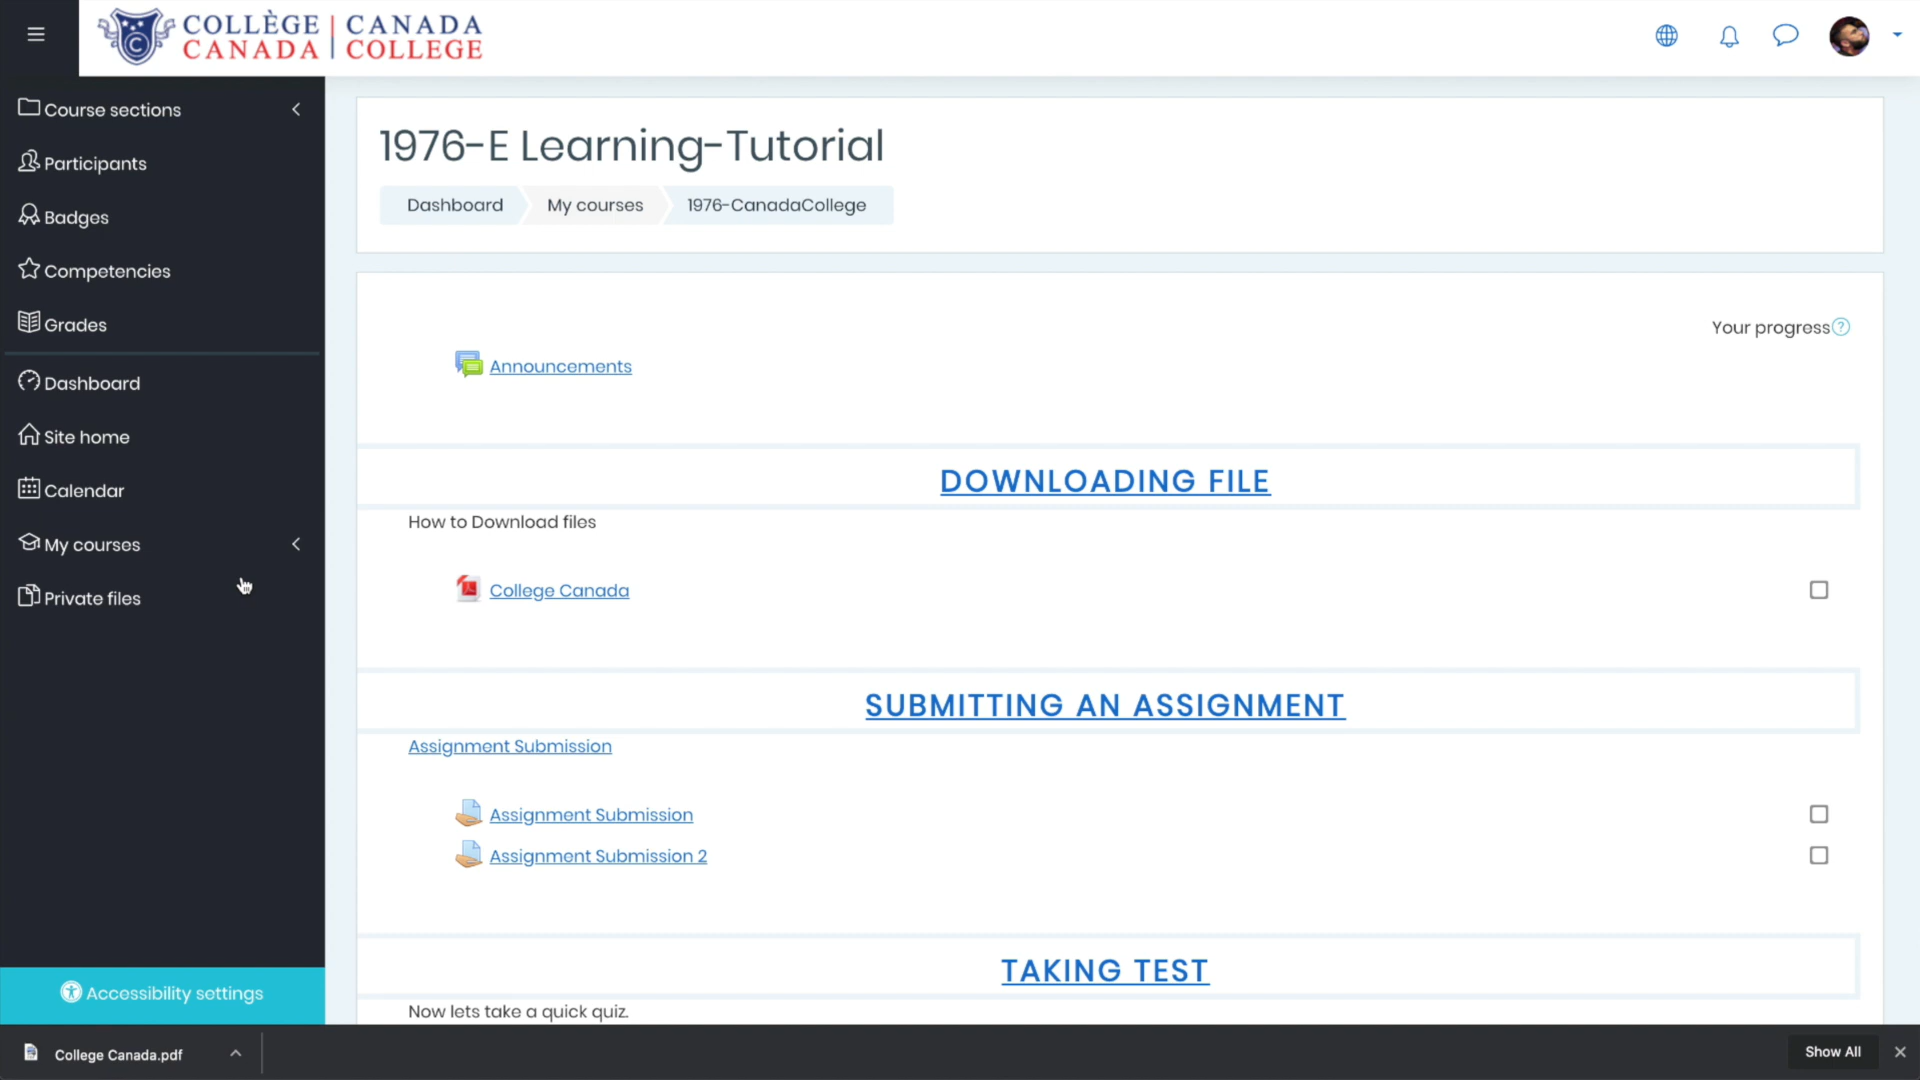 COLLÈGE CANADA
CANADA COLLEGE
Course sections
Participants
Badges
Competencies
Grades
Dashboard
Site home
Calendar
My courses
Private files
Accessibility settings
1976-E Learning-Tutorial
Dashboard My courses 1976-CanadaCollege
Your progress
Announcements
DOWNLOADING FILE
How to Download files
College Canada
SUBMITTING AN ASSIGNMENT
Assignment Submission
Assignment Submission
Assignment Submission 2
TAKING TEST
Now lets take a quick quiz.
College Canada.pdf
Show All